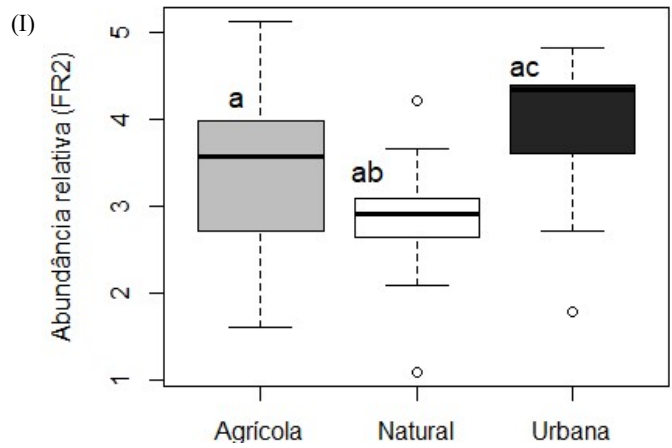 (I)
Abundância relativa (FR2)
5
4
3
2
1
a
ab
ac
Agrícola Natural Urbana